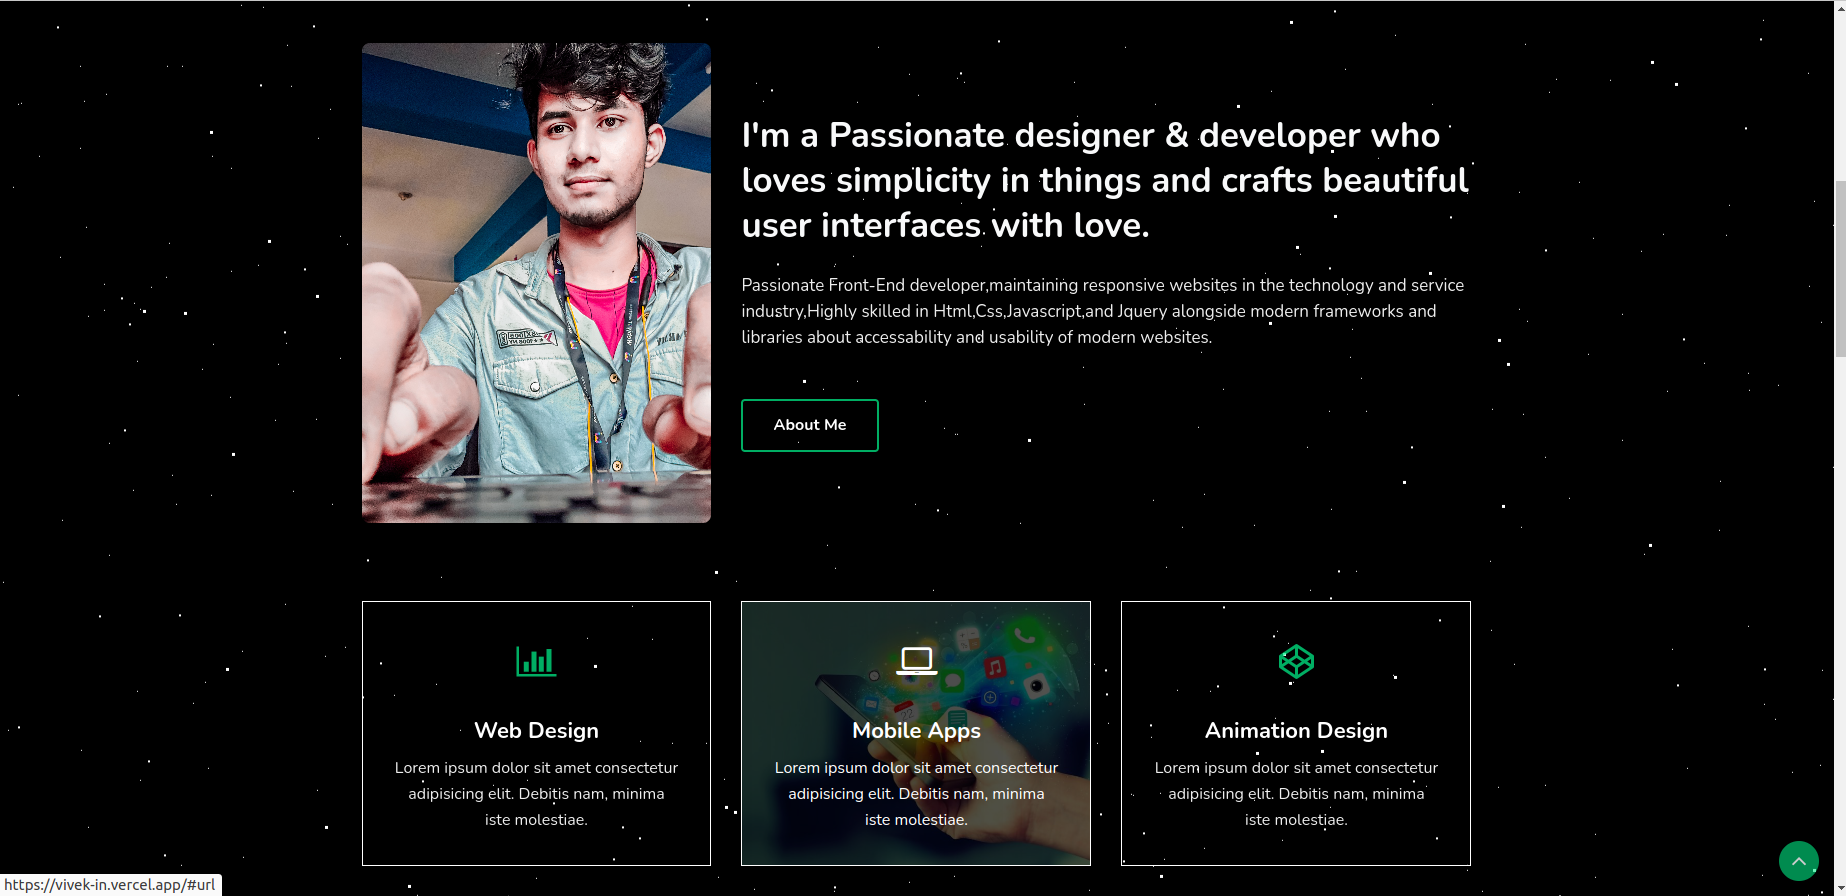 I'm a Passionate designer & developer who
loves simplicity in things and crafts beautiful
user interfaces with love.
Passionate Front-End developer,maintaining responsive websites in the technology and service
industry,Highly skilled in Html,Css,Javascript,and Jquery alongside modern frameworks and
libraries about accessability and usability of modern websites.
About Me
Web Design
Lorem ipsum dolor sit amet consectetur
adipisicing elit. Debitis nam, minima
iste molestiae.
Mobile Apps
Lorem ipsum dolor sit amet consectetur
adipisicing elit. Debitis nam, minima
iste molestiae.
Animation Design
Lorem ipsum dolor sit amet consectetur
adipisicing elit. Debitis nam, minima
iste molestiae.
https://vivek-in.vercel.app/#url